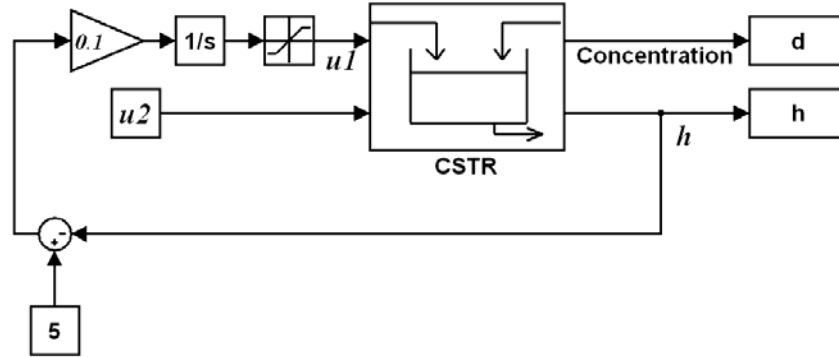 0.1
1/s
u1
Concentration
d
u2
h
h
CSTR
-
+
5